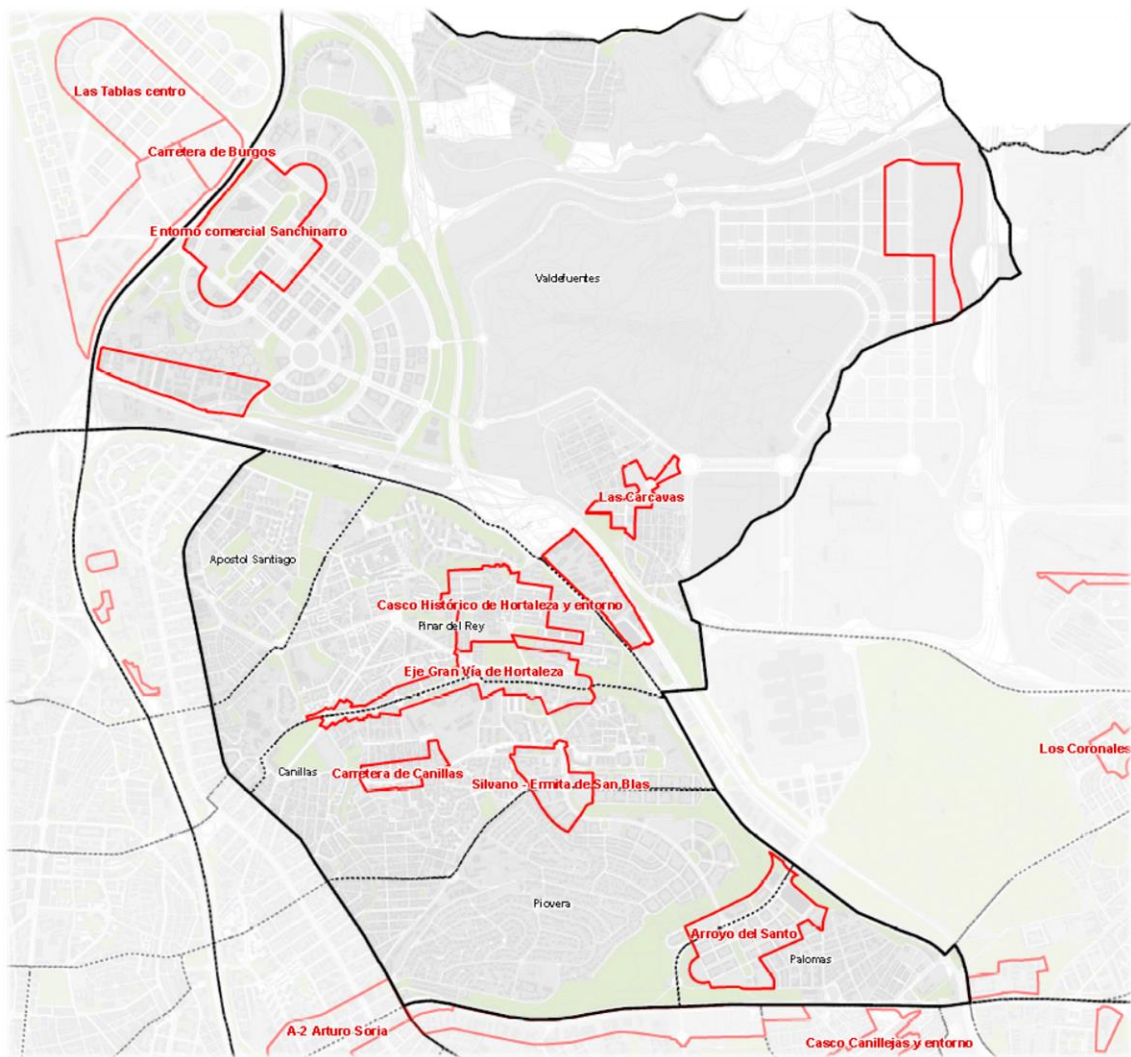 Las Tablas centro
Carretera de Burgos
Entorno comercial Sanchinarro
Valdefuentes
Las Cárcavas
Apostol Santiago
Casco Histórico de Hortaleza y entorno
Pinar del Rey
Eje Gran Vía de Hortaleza
Los Coronales
Canillas
Carretera de Canillas
Silvano - Ermita de San Blas
Piovera
Arroyo del Santo
Palomas
A-2 Arturo Soria
Casco Canillejas y entorno